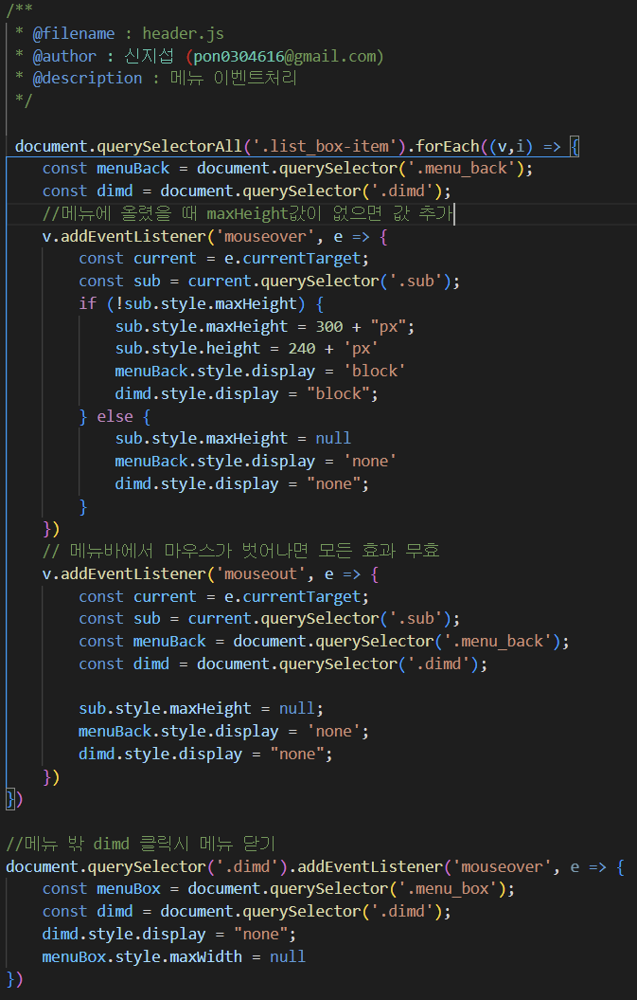 /**
 * @filename : header.js
 * @author : 신지섭 (pon0304616@gmail.com)
 * @description : 메뉴 이벤트처리
 */

 document.querySelectorAll('.list_box-item').forEach((v,i) => {
    const menuBack = document.querySelector('.menu_back');
    const dimd = document.querySelector('.dimd');
    //메뉴에 올렸을 때 maxHeight값이 없으면 값 추가
    v.addEventListener('mouseover', e => {
        const current = e.currentTarget;
        const sub = current.querySelector('.sub');
        if (!sub.style.maxHeight) {
            sub.style.maxHeight = 300 + "px";
            sub.style.height = 240 + 'px'
            menuBack.style.display = 'block'
            dimd.style.display = "block";
        } else {
            sub.style.maxHeight = null
            menuBack.style.display = 'none'
            dimd.style.display = "none";
        }
    })
    // 메뉴바에서 마우스가 벗어나면 모든 효과 무효
    v.addEventListener('mouseout', e => {
        const current = e.currentTarget;
        const sub = current.querySelector('.sub');
        const menuBack = document.querySelector('.menu_back');
        const dimd = document.querySelector('.dimd');

        sub.style.maxHeight = null;
        menuBack.style.display = 'none';
        dimd.style.display = "none";
    })
})

//메뉴 밖 dimd 클릭시 메뉴 닫기
document.querySelector('.dimd').addEventListener('mouseover', e => {
    const menuBox = document.querySelector('.menu_box');
    const dimd = document.querySelector('.dimd');
    dimd.style.display = "none";
    menuBox.style.maxWidth = null
})